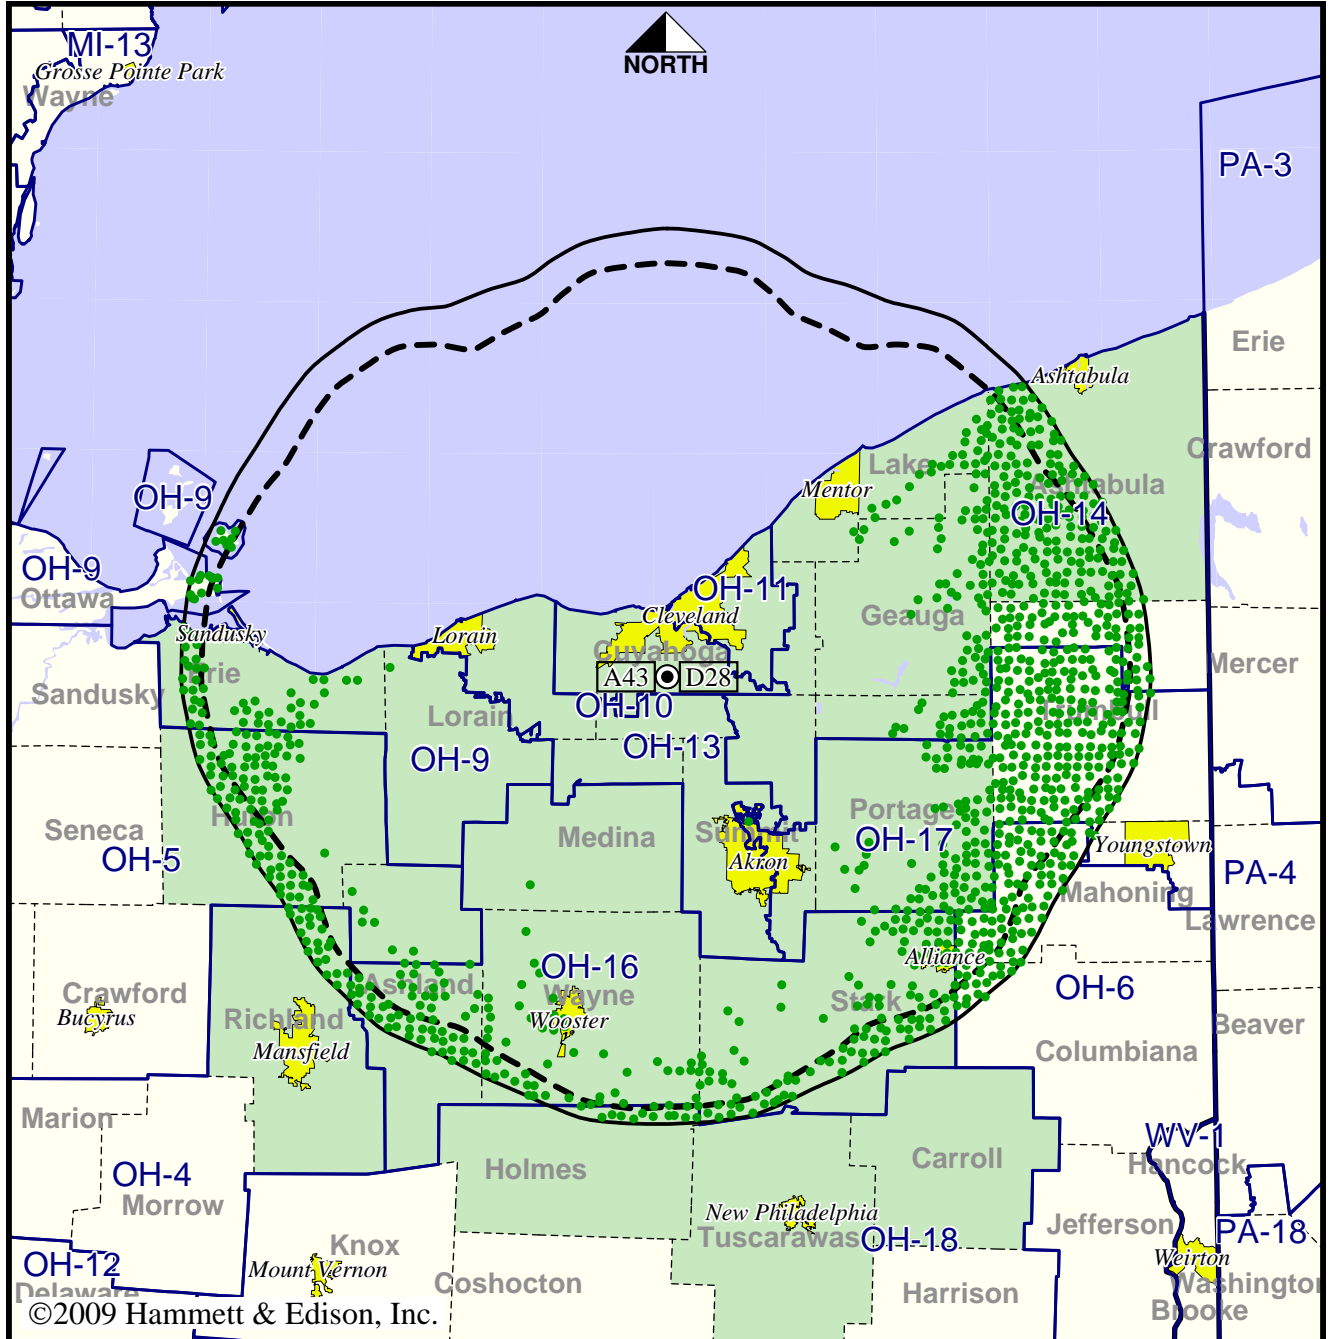 MI-13
Grosse Pointe Park
Wayne
NORTH
PA-3
Erie
Ashtabula
Crawford
Lake
Mentor
Ashtabula
OH-9
OH-14
OH-9
Ottawa
OH-11
Geauga
Cleveland
Sandusky
Lorain
Cuyahoga
Mercer
Erie
A43
D28
Sandusky
OH-10
Lorain
Trumbull
OH-13
OH-9
Portage
Huron
Seneca
Medina
Summit
OH-17
Youngstown
OH-5
Akron
PA-4
Mahoning
Lawrence
Alliance
OH-16
Ashland
OH-6
Crawford
Wayne
Stark
Bucyrus
Richland
Wooster
Beaver
Mansfield
Columbiana
Marion
WV-1
Hancock
Carroll
Holmes
OH-4
Morrow
New Philadelphia
Jefferson
Tuscarawas
OH-18
PA-18
Knox
Weirton
OH-12
Mount Vernon
Coshocton
Washington
Delaware
Harrison
Brooke
©2009 Hammett & Edison, Inc.